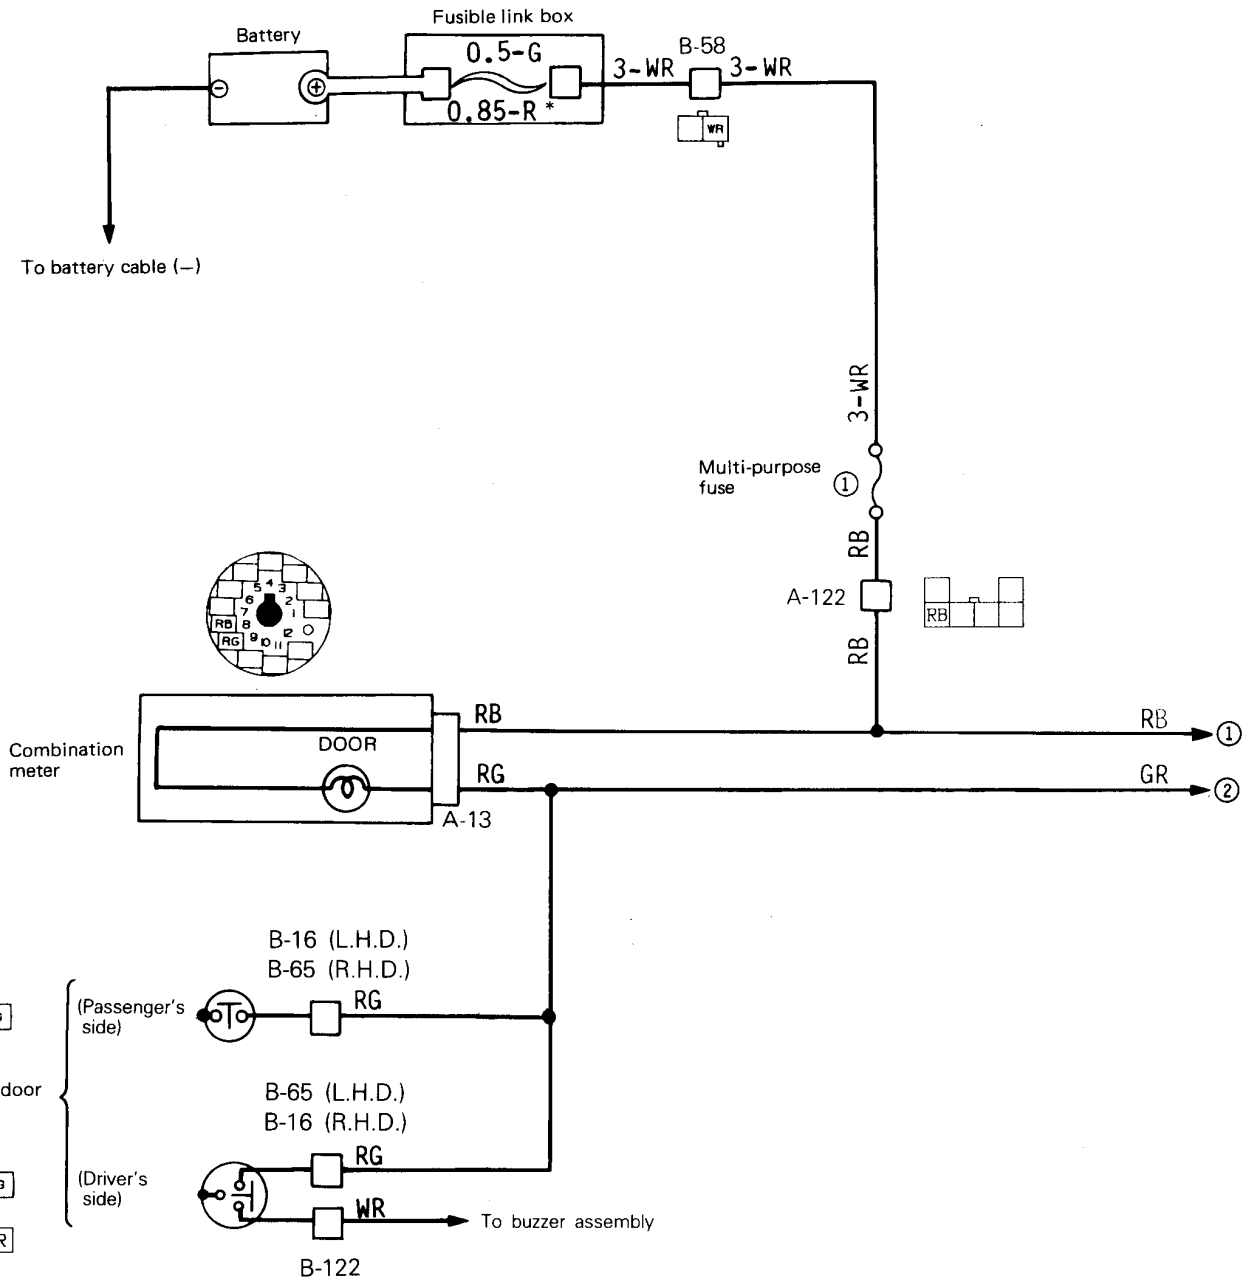 Fusible link box
Battery
0.5-G
0.85-R *
3-WR
B-58
3-WR
WR
To battery cable (–)
3-WR
Multi-purpose
fuse
1
RB
A-122
RB
RB
4
5 3
6 2
7 1
RB 8
RG 9 10 11 12
Combination
meter
DOOR
RB
RG
A-13
RB 1
GR 2
B-16 (L.H.D.)
B-65 (R.H.D.)
(Passenger's
side)
RG
door
B-65 (L.H.D.)
B-16 (R.H.D.)
(Driver's
side)
RG
WR
To buzzer assembly
B-122
R